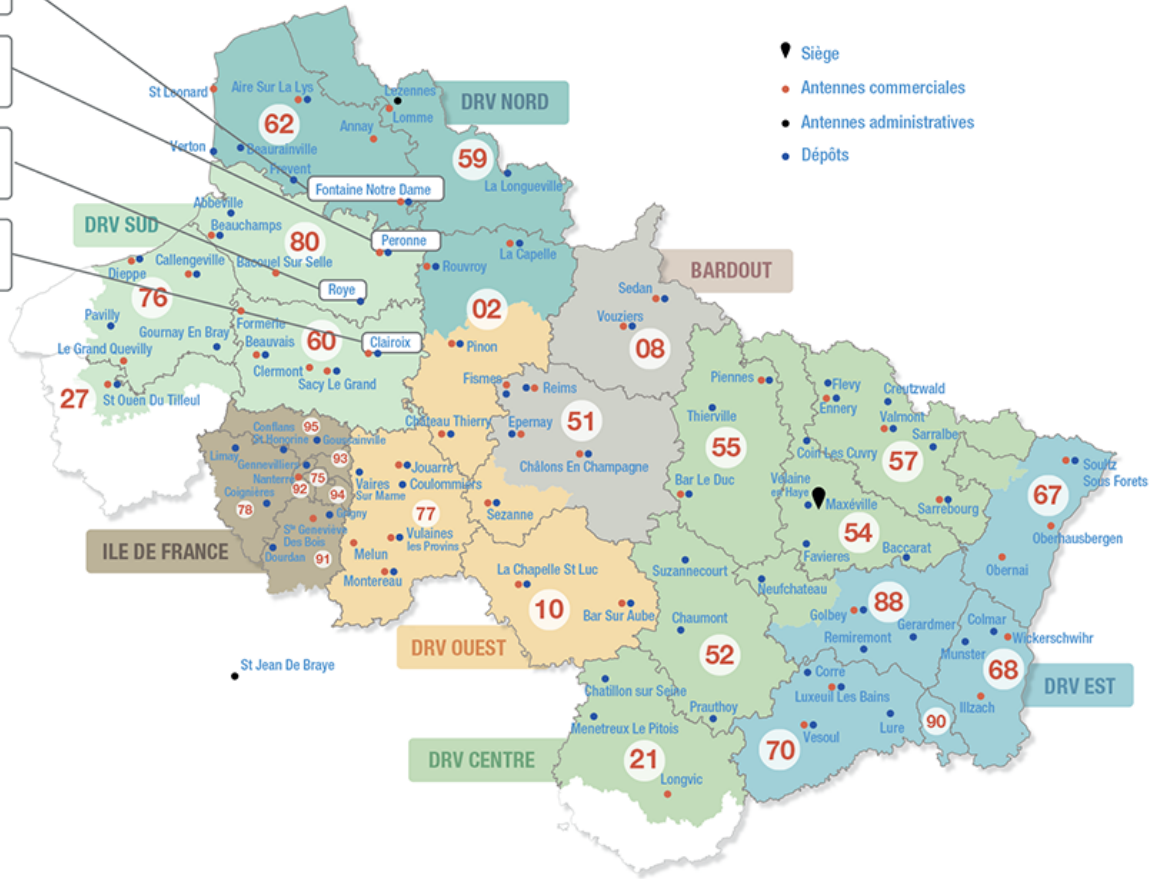 Siège
Antennes commerciales
Antennes administratives
Dépôts
DRV NORD
St Leonard
Aire Sur La Lys
Lezennes
Lomme
62
Annay
59
Verton
Beaurainville
Frevent
La Longueville
Fontaine Notre Dame
DRV SUD
Abbeville
Beauchamps
80
Peronne
La Capelle
Rouvroy
BARDOUT
Dieppe
Callengeville
Bacouel Sur Selle
Roye
02
Sedan
76
Pavilly
Gournay En Bray
Formerie
Beauvais
60
Clairoix
Pinon
Vouziers
08
Le Grand Quevilly
Clermont
Sacy Le Grand
Fismes
Reims
27
St Ouen Du Tilleul
Château Thierry
Epernay
51
Châlons En Champagne
Piennes
Flevy
Ennery
Creutzwald
Thierville
Valmont
55
Sarralbe
Coin Les Cuvry
57
Conflans
St Honorine
95
Goussainville
Limay
Gennevilliers
93
Nanterre
75
92
Coignières
94
78
Grigny
Ste Geneviève
Des Bois
Dourdan
91
ILE DE FRANCE
Jouarre
Vaires
Sur Marne
Coulommiers
77
Vulaines
les Provins
Melun
Montereau
Sezanne
Bar Le Duc
Velaine
en Haye
Maxéville
Sarrebourg
54
Soultz
Sous Forets
67
Oberhausbergen
Favieres
Baccarat
Obernai
La Chapelle St Luc
10
Bar Sur Aube
Suzannecourt
Neufchateau
88
Golbey
Gerardmer
Remiremont
Colmar
Wickerschwihr
Munster
68
Chaumont
52
DRV OUEST
St Jean De Braye
Corre
Luxeuil Les Bains
DRV EST
Illzach
Chatillon sur Seine
Prauthoy
Menetreux Le Pitois
Lure
90
70
Vesoul
DRV CENTRE
21
Longvic